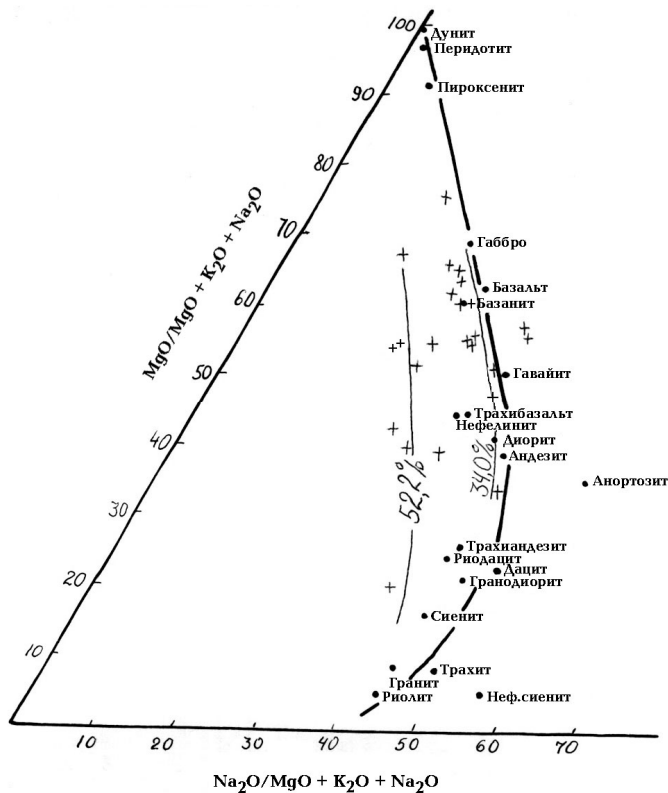 100
Дунит
Перидотит
90
Пироксенит
80
70
Габбро
MgO/MgO + K₂O + Na₂O
Базальт
60
Базанит
50
Гавайит
Трахибазальт
Нефелинит
40
Диорит
Андезит
34,0%
52,2%
Анортозит
30
Трахиандезит
Риодацит
Дацит
20
Гранодиорит
Сиенит
10
Трахит
Гранит
Риолит
Неф.сиенит
10 20 30 40 50 60 70
Na₂O/MgO + K₂O + Na₂O